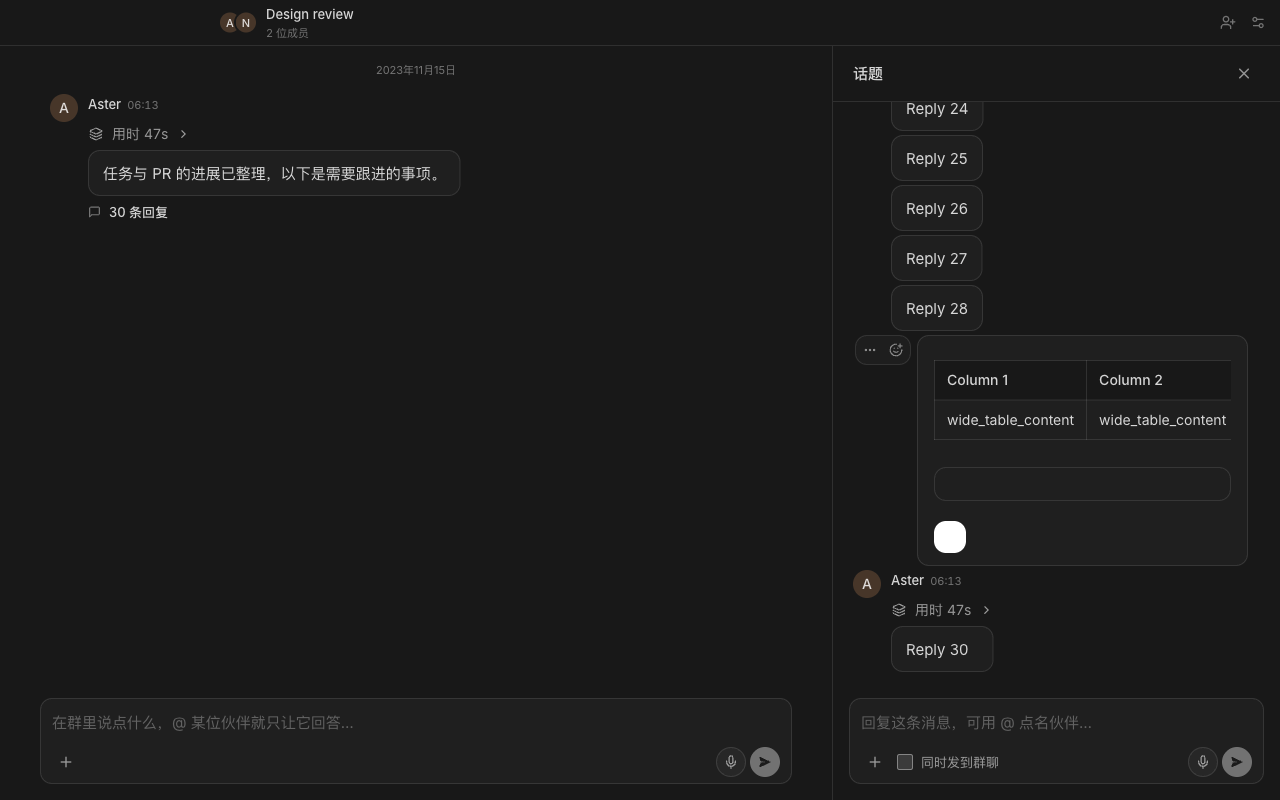 A N
Design review
2 位成员
2023年11月15日
A
Aster 06:13
用时 47s
任务与 PR 的进展已整理，以下是需要跟进的事项。
30 条回复
在群里说点什么，@ 某位伙伴就只让它回答...
话题
Reply 24
Reply 25
Reply 26
Reply 27
Reply 28
Column 1 Column 2
wide_table_content wide_table_content
A
Aster 06:13
用时 47s
Reply 30
回复这条消息，可用 @ 点名伙伴...
同时发到群聊